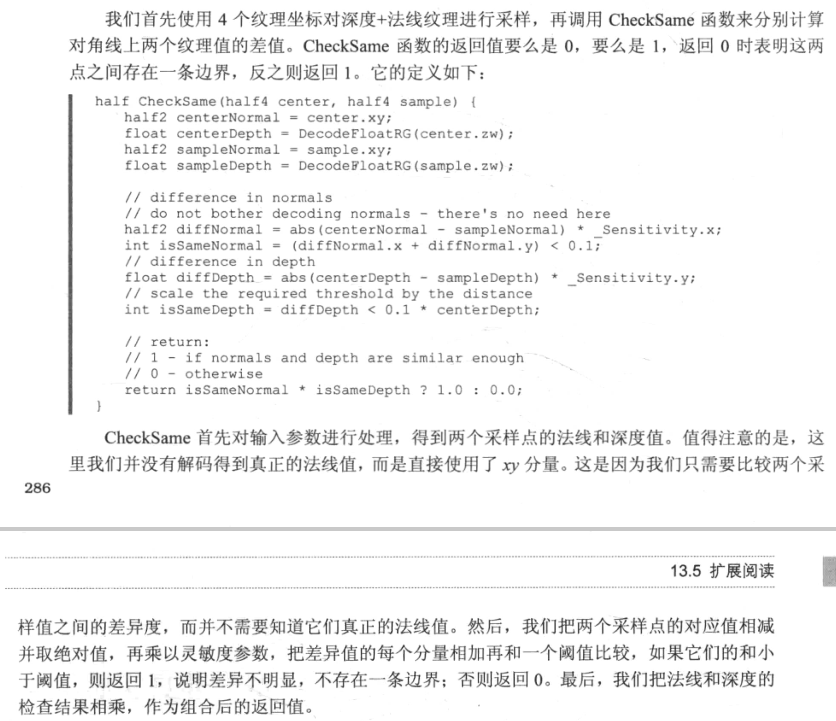 我们首先使用 4 个纹理坐标对深度+法线纹理进行采样，再调用 CheckSame 函数来分别计算
对角线上两个纹理值的差值。CheckSame 函数的返回值要么是 0，要么是 1，返回 0 时表明这两
点之间存在一条边界，反之则返回 1。它的定义如下：
half CheckSame(half4 center, half4 sample) {
half2 centerNormal = center.xy;
float centerDepth = DecodeFloatRG(center.zw);
half2 sampleNormal = sample.xy;
float sampleDepth = DecodeFloatRG(sample.zw);
// difference in normals
// do not bother decoding normals - there's no need here
half2 diffNormal = abs(centerNormal - sampleNormal) * _Sensitivity.x;
int isSameNormal = (diffNormal.x + diffNormal.y) < 0.1;
// difference in depth
float diffDepth = abs(centerDepth - sampleDepth) * _Sensitivity.y;
// scale the required threshold by the distance
int isSameDepth = diffDepth < 0.1 * centerDepth;
// return:
// 1 - if normals and depth are similar enough
// 0 - otherwise
return isSameNormal * isSameDepth ? 1.0 : 0.0;
}
CheckSame 首先对输入参数进行处理，得到两个采样点的法线和深度值。值得注意的是，这
里我们并没有解码得到真正的法线值，而是直接使用了 xy 分量。这是因为我们只需要比较两个采
286
13.5 扩展阅读
样值之间的差异度，而并不需要知道它们真正的法线值。然后，我们把两个采样点的对应值相减
并取绝对值，再乘以灵敏度参数，把差异值的每个分量相加再和一个阈值比较，如果它们的和小
于阈值，则返回 1，说明差异不明显，不存在一条边界；否则返回 0。最后，我们把法线和深度的
检查结果相乘，作为组合后的返回值。